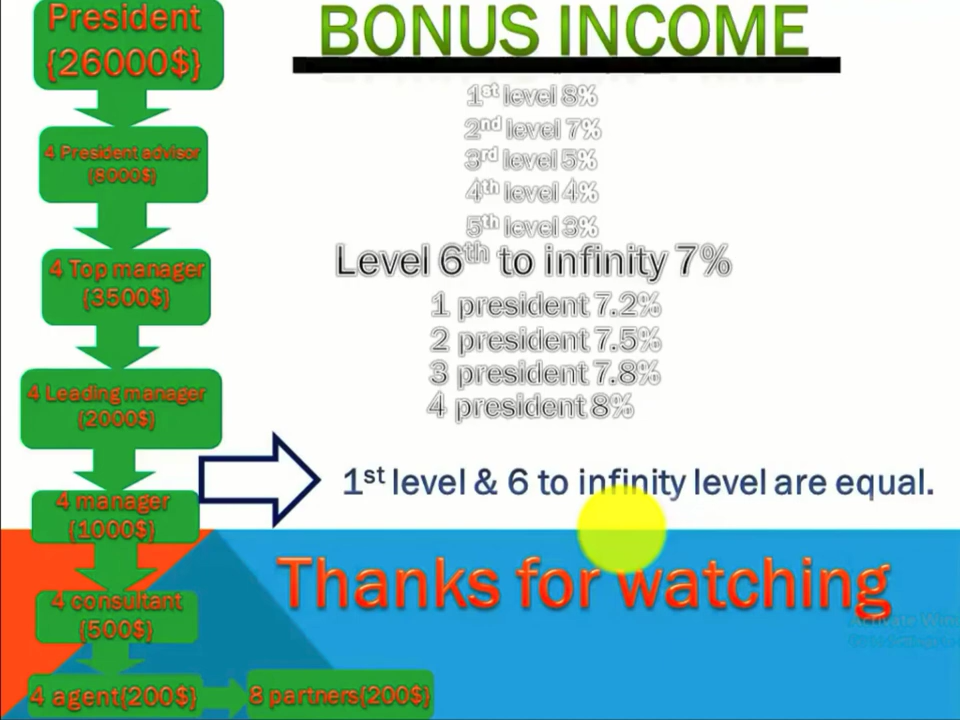 President
{26000$}
4 President advisor
{8000$}
4 Top manager
{3500$}
4 Leading manager
{2000$}
4 manager
{1000$}
4 consultant
{500$}
4 agent{200$}
8 partners{200$}
BONUS INCOME
1st level 8%
2nd level 7%
3rd level 5%
4th level 4%
5th level 3%
Level 6th to infinity 7%
1 president 7.2%
2 president 7.5%
3 president 7.8%
4 president 8%
1st level & 6 to infinity level are equal.
Thanks for watching
Activate Win